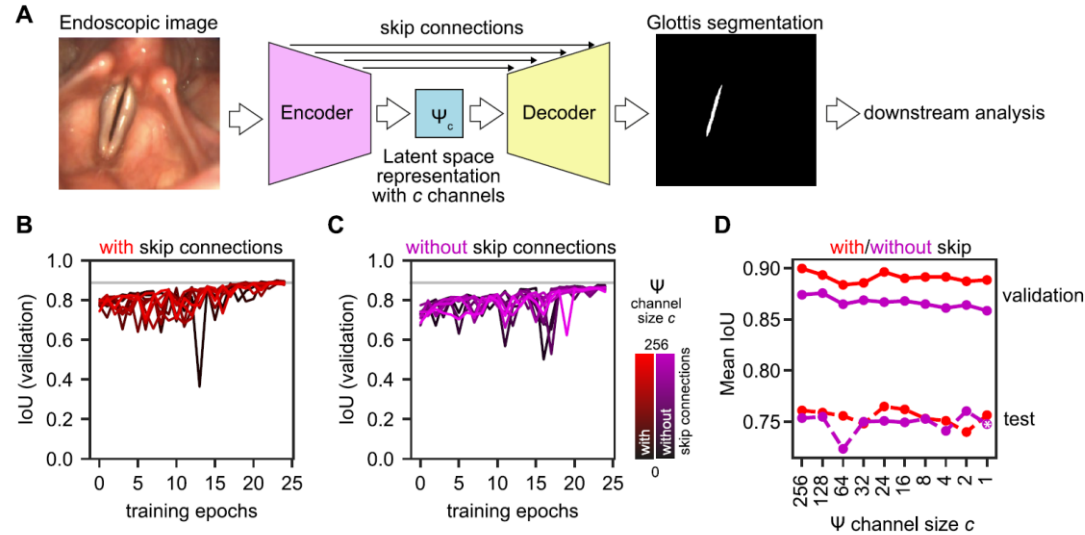 A
Endoscopic image
skip connections
Glottis segmentation
Encoder
Ψc
Decoder
downstream analysis
Latent space
representation
with c channels
B
with skip connections
1.0
0.8
0.6
0.4
0.2
0.0
IoU (validation)
0 5 10 15 20 25
training epochs
C
without skip connections
1.0
0.8
0.6
0.4
0.2
0.0
IoU (validation)
0 5 10 15 20 25
training epochs
Ψ
channel
size c
256
with
without
skip connections
0
D
with/without skip
0.90
0.85
0.80
0.75
Mean IoU
validation
test
*
256 128 64 32 24 16 8 4 2 1
Ψ channel size c